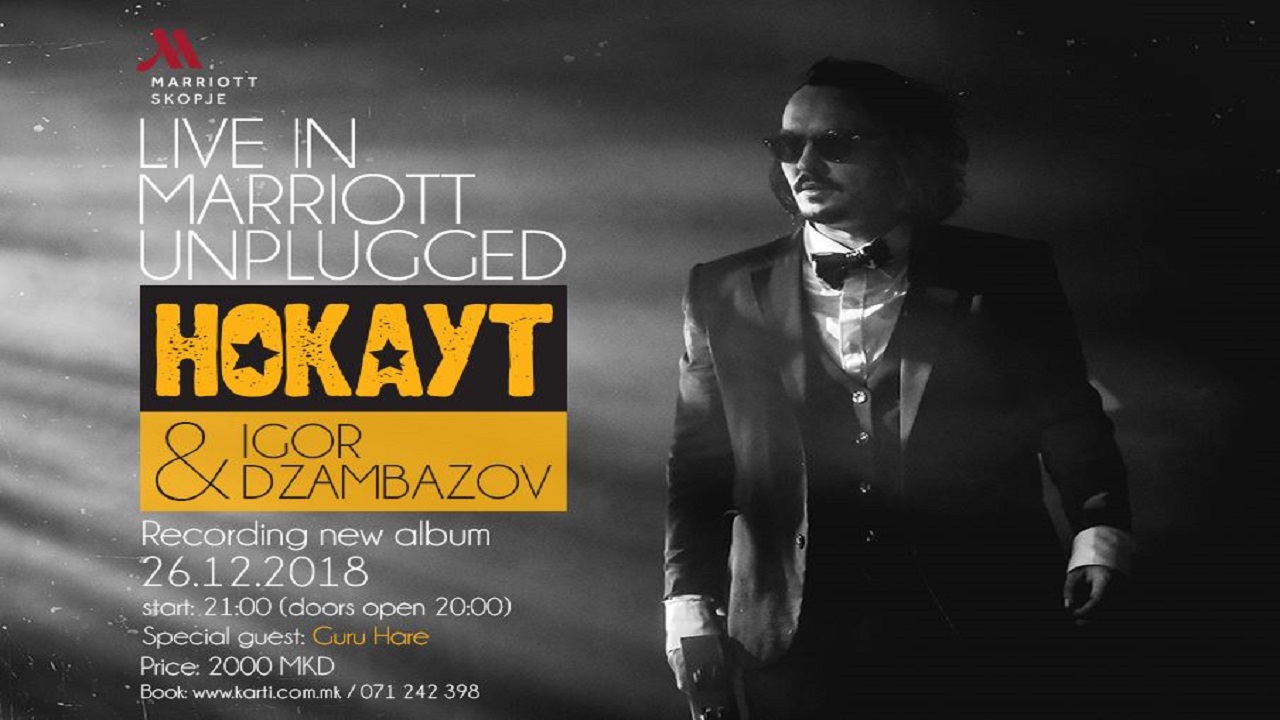 MARRIOTT
SKOPJE
LIVE IN
MARRIOTT
UNPLUGGED
НОКАУТ
& IGOR
DZAMBAZOV
Recording new album
26.12.2018
start: 21:00 (doors open 20:00)
Special guest: Guru Hare
Price: 2000 MKD
Book: www.karti.com.mk / 071 242 398